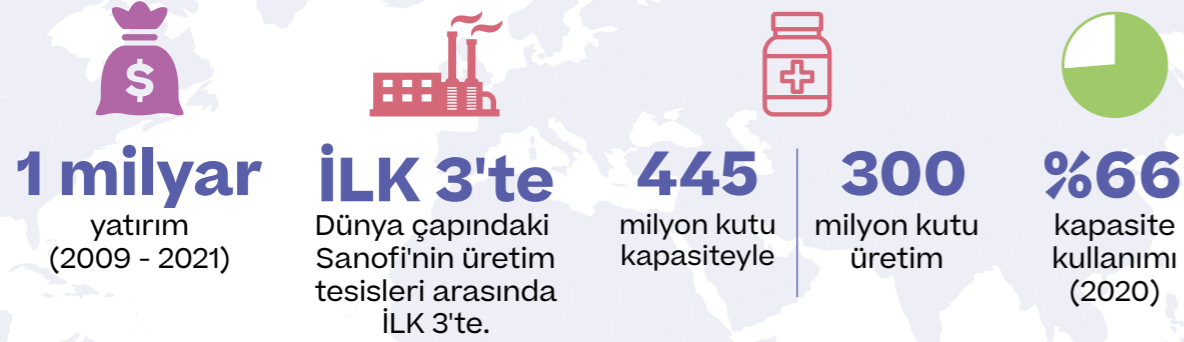 $
1 milyar
yatırım
(2009 - 2021)
İLK 3'te
Dünya çapındaki
Sanofi'nin üretim
tesisleri arasında
İLK 3'te.
445
milyon kutu
kapasiteyle
300
milyon kutu
üretim
%66
kapasite
kullanımı
(2020)